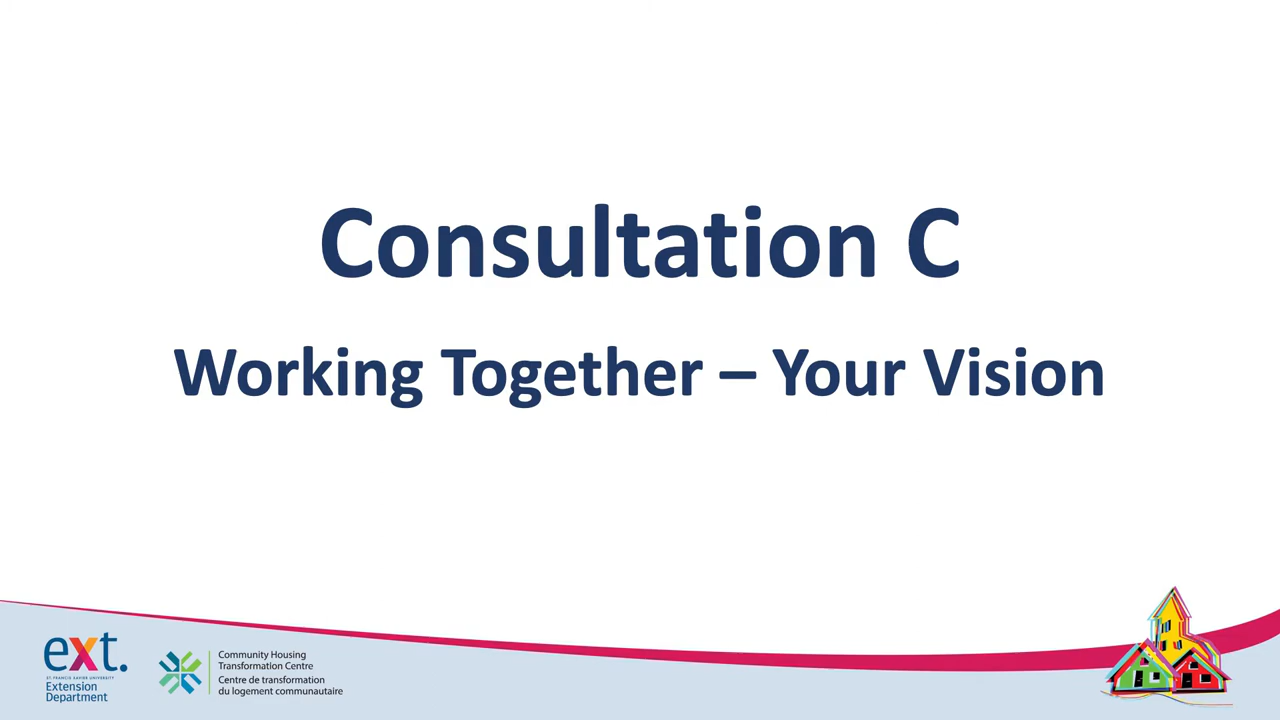 Consultation C
Working Together – Your Vision
ext.
ST. FRANCIS XAVIER UNIVERSITY
Extension
Department
Community Housing
Transformation Centre
Centre de transformation
du logement communautaire